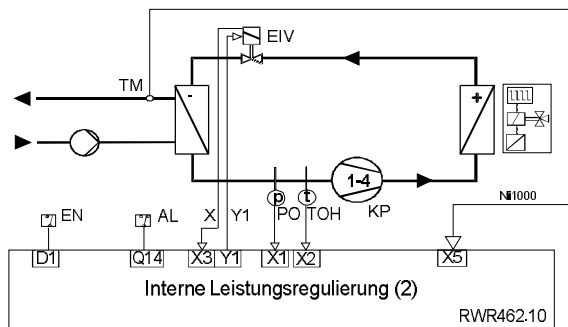 EIV
TM
-
+
1-4
Ni1000
EN
AL
X
Y1
p
PO
t
TOH
KP
D1
Q14
X3
Y1
X1
X2
X5
Interne Leistungsregulierung (2)
RWR462.10